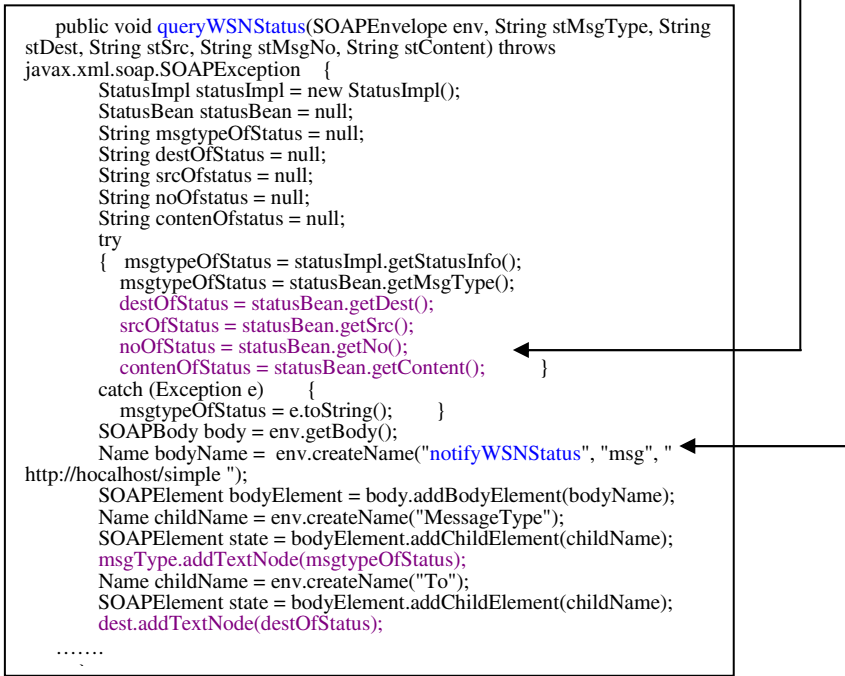 public void queryWSNStatus(SOAPEnvelope env, String stMsgType, String
stDest, String stSrc, String stMsgNo, String stContent) throws
javax.xml.soap.SOAPException {
StatusImpl statusImpl = new StatusImpl();
StatusBean statusBean = null;
String msgtypeOfStatus = null;
String destOfStatus = null;
String srcOfstatus = null;
String noOfstatus = null;
String contenOfstatus = null;
try
{ msgtypeOfStatus = statusImpl.getStatusInfo();
msgtypeOfStatus = statusBean.getMsgType();
destOfStatus = statusBean.getDest();
srcOfStatus = statusBean.getSrc();
noOfStatus = statusBean.getNo();
contenOfStatus = statusBean.getContent(); }
catch (Exception e) {
msgtypeOfStatus = e.toString(); }
SOAPBody body = env.getBody();
Name bodyName = env.createName("notifyWSNStatus", "msg", "
http://hocalhost/simple ");
SOAPElement bodyElement = body.addBodyElement(bodyName);
Name childName = env.createName("MessageType");
SOAPElement state = bodyElement.addChildElement(childName);
msgType.addTextNode(msgtypeOfStatus);
Name childName = env.createName("To");
SOAPElement state = bodyElement.addChildElement(childName);
dest.addTextNode(destOfStatus);
…….